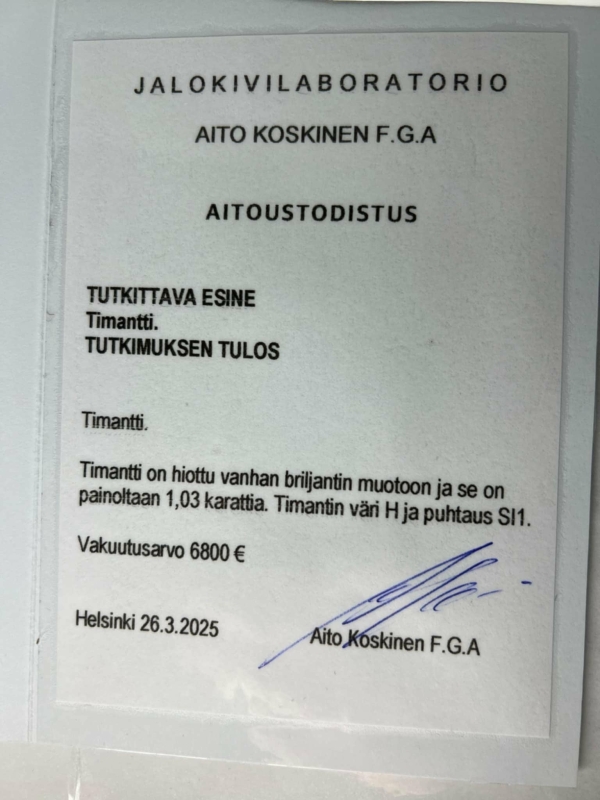 JALOKIVILABORATORIO
AITO KOSKINEN F.G.A
AITOUSTODISTUS
TUTKITTAVA ESINE
Timantti.
TUTKIMUKSEN TULOS
Timantti.
Timantti on hiottu vanhan briljantin muotoon ja se on
painoltaan 1,03 karattia. Timantin väri H ja puhtaus SI1.
Vakuutusarvo 6800 €
Helsinki 26.3.2025
Aito Koskinen F.G.A